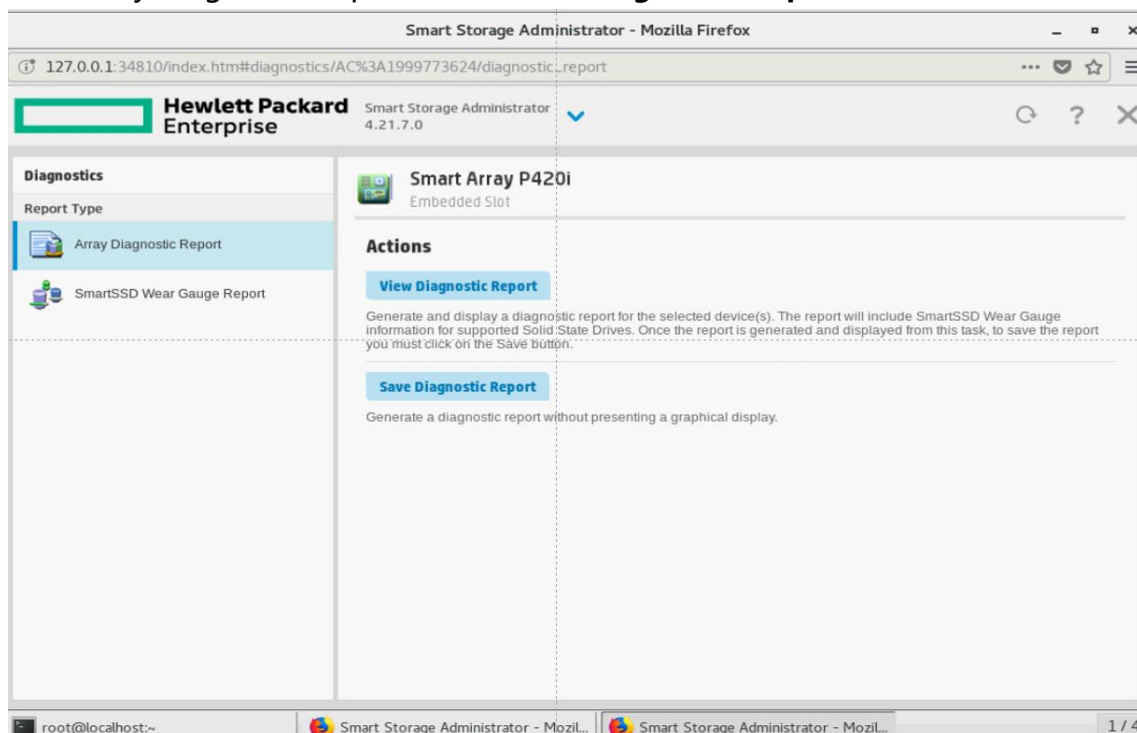 Smart Storage Administrator - Mozilla Firefox
127.0.0.1:34810/index.htm#diagnostics/AC%3A1999773624/diagnostic_report
Hewlett Packard
Enterprise
Smart Storage Administrator
4.21.7.0
Diagnostics
Report Type
Array Diagnostic Report
SmartSSD Wear Gauge Report
Smart Array P420i
Embedded Slot
Actions
View Diagnostic Report
Generate and display a diagnostic report for the selected device(s). The report will include SmartSSD Wear Gauge
information for supported Solid State Drives. Once the report is generated and displayed from this task, to save the report
you must click on the Save button.
Save Diagnostic Report
Generate a diagnostic report without presenting a graphical display.
root@localhost:~
Smart Storage Administrator - Mozil...
Smart Storage Administrator - Mozil...
1 / 4